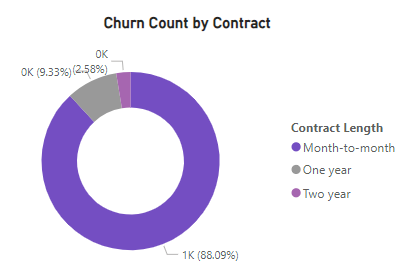 Churn Count by Contract
0K
(2.58%)
0K (9.33%)
1K (88.09%)
Contract Length
Month-to-month
One year
Two year